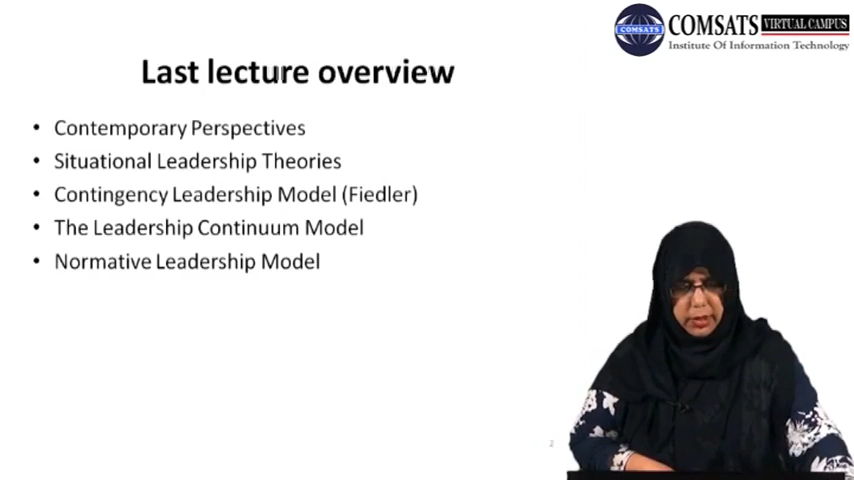 COMSATS VIRTUAL CAMPUS
COMSATS
Institute Of Information Technology
Last lecture overview
• Contemporary Perspectives
• Situational Leadership Theories
• Contingency Leadership Model (Fiedler)
• The Leadership Continuum Model
• Normative Leadership Model
2